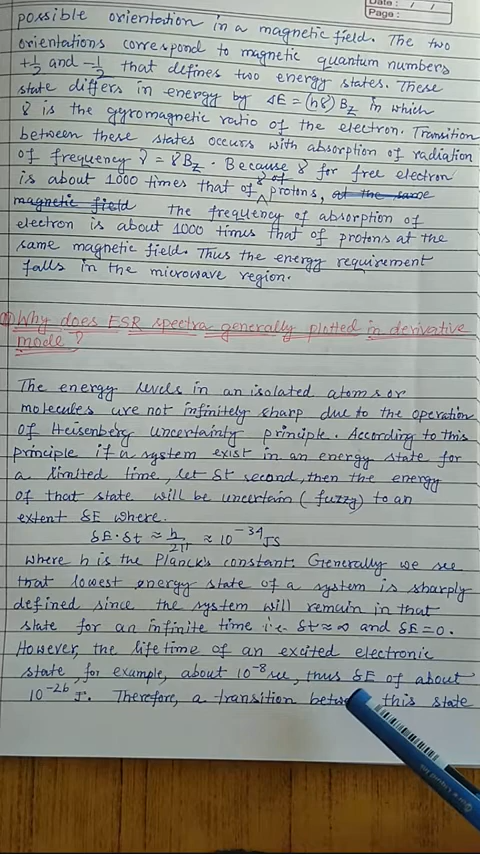 Date : / /
Page :
possible orientation in a magnetic field. The two
orientations correspond to magnetic quantum numbers
+1/2 and -1/2 that defines two energy states. These
state differs in energy by ΔE = (hγ) Bz in which
γ is the gyromagnetic ratio of the electron. Transition
between these states occurs with absorption of radiation
of frequency ν = γBz. Because γ for free electron
is about 1000 times that of γ of protons, at the same
magnetic field the frequency of absorption of
electron is about 1000 times that of protons at the
same magnetic field. Thus the energy requirement
falls in the microwave region.
Why does ESR spectra generally plotted in derivative
mode ?
The energy levels in an isolated atoms or
molecules are not infinitely sharp due to the operation
of Heisenberg uncertainty principle. According to this
principle if a system exist in an energy state for
a limited time, let δt second, then the energy
of that state will be uncertain (fuzzy) to an
extent δE where.
δE·δt ≈ h/2π ≈ 10^-34 JS
where h is the Planck's constant. Generally we see
that lowest energy state of a system is sharply
defined since the system will remain in that
state for an infinite time i.e. δt ≈ ∞ and δE = 0.
However, the lifetime of an excited electronic
state, for example, about 10^-8 sec, thus δE of about
10^-26 J. Therefore, a transition this state